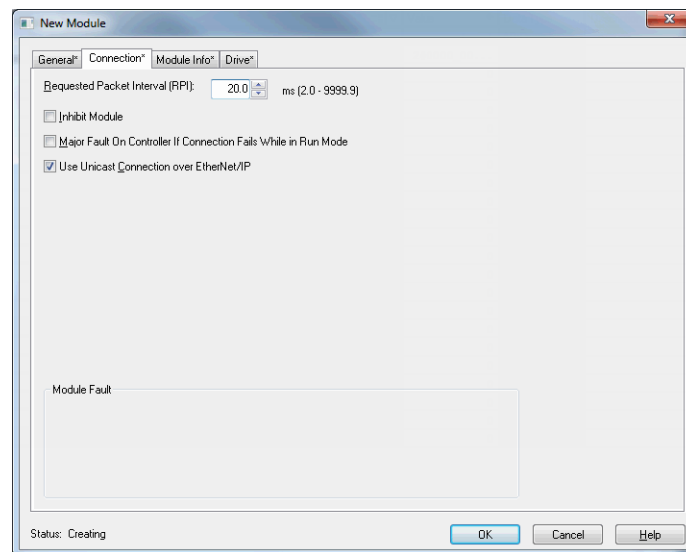 New Module
General* Connection* Module Info* Drive*
Requested Packet Interval (RPI): 20.0 ms (2.0 - 9999.9)
Inhibit Module
Major Fault On Controller If Connection Fails While in Run Mode
Use Unicast Connection over EtherNet/IP
Module Fault
Status: Creating OK Cancel Help